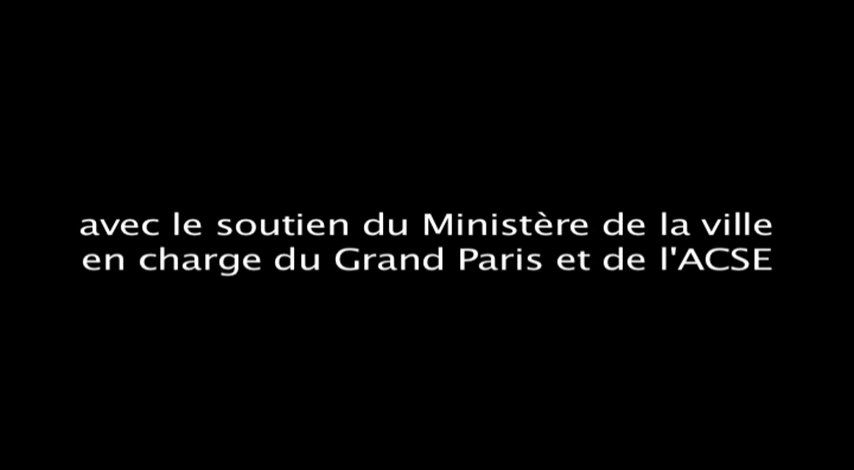 avec le soutien du Ministère de la ville
en charge du Grand Paris et de l'ACSE